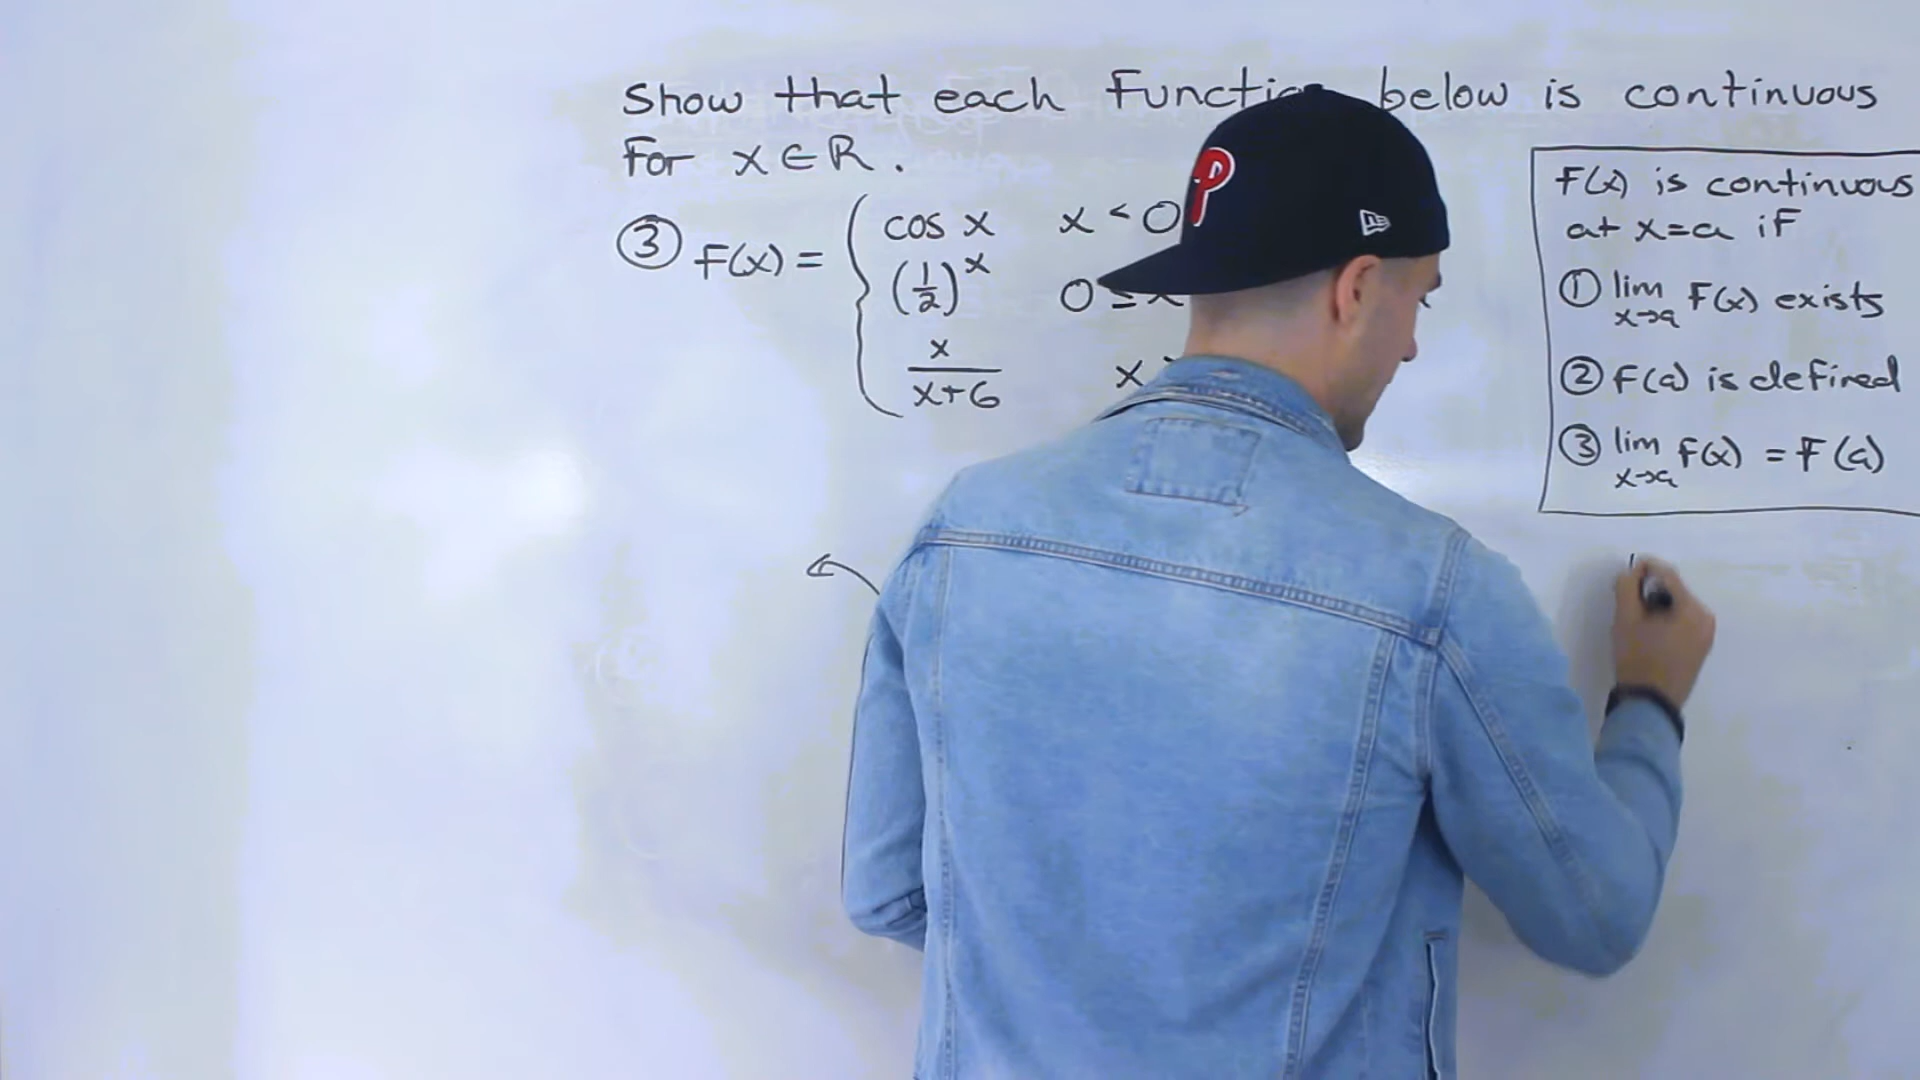 Show that each Functio below is continuous
For x ∈ R.
③ F(x) = { cos x x < 0
(1/2)^x 0 ≤ x
x/(x+6) x
F(x) is continuous
at x=a if
① lim x→a F(x) exists
② F(a) is defined
③ lim x→a F(x) = F(a)
P